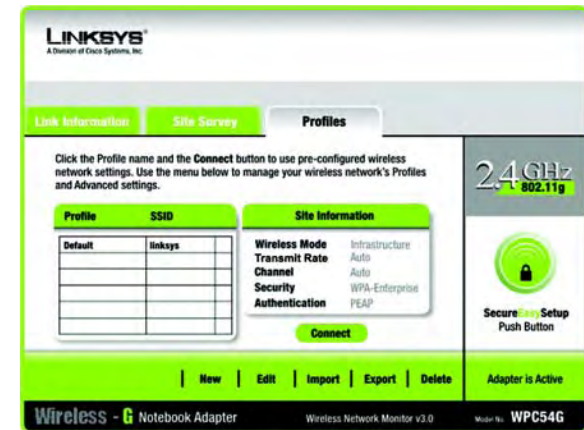 LINKSYS®
A Division of Cisco Systems, Inc.
Link Information
Site Survey
Profiles
Click the Profile name and the Connect button to use pre-configured wireless
network settings. Use the menu below to manage your wireless network's Profiles
and Advanced settings.
Profile SSID
Default linksys
Site Information
Wireless Mode Infrastructure
Transmit Rate Auto
Channel Auto
Security WPA-Enterprise
Authentication PEAP
Connect
2.4 GHz
802.11g
SecureEasySetup
Push Button
New | Edit | Import | Export | Delete
Adapter is Active
Wireless - G Notebook Adapter
Wireless Network Monitor v3.0
Model No. WPC54G